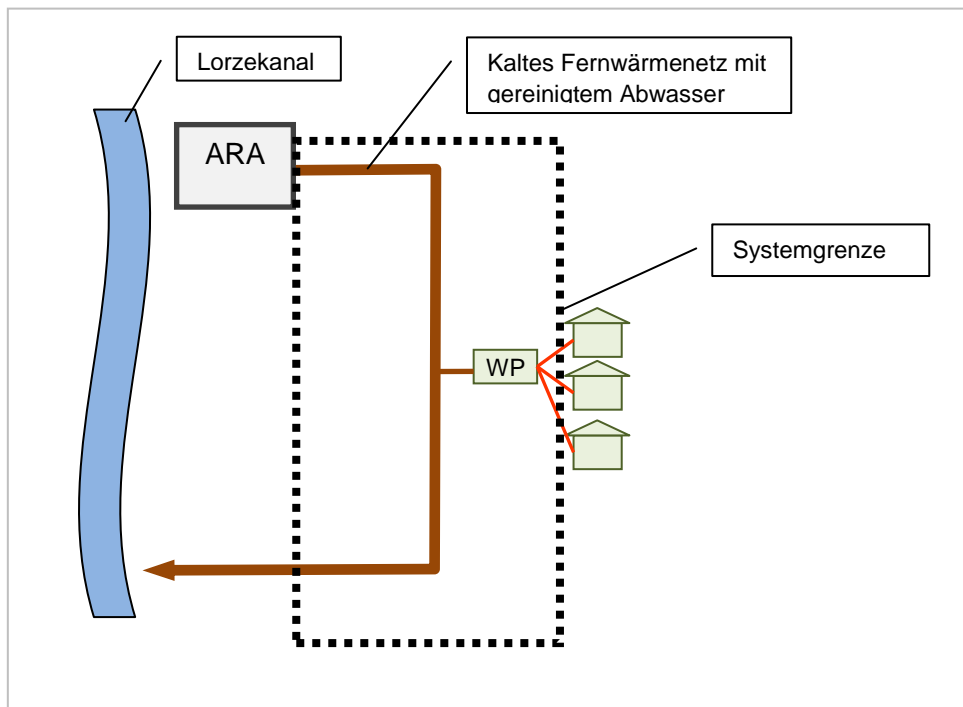 Lorzekanal
Kaltes Fernwärmenetz mit
gereinigtem Abwasser
ARA
Systemgrenze
WP